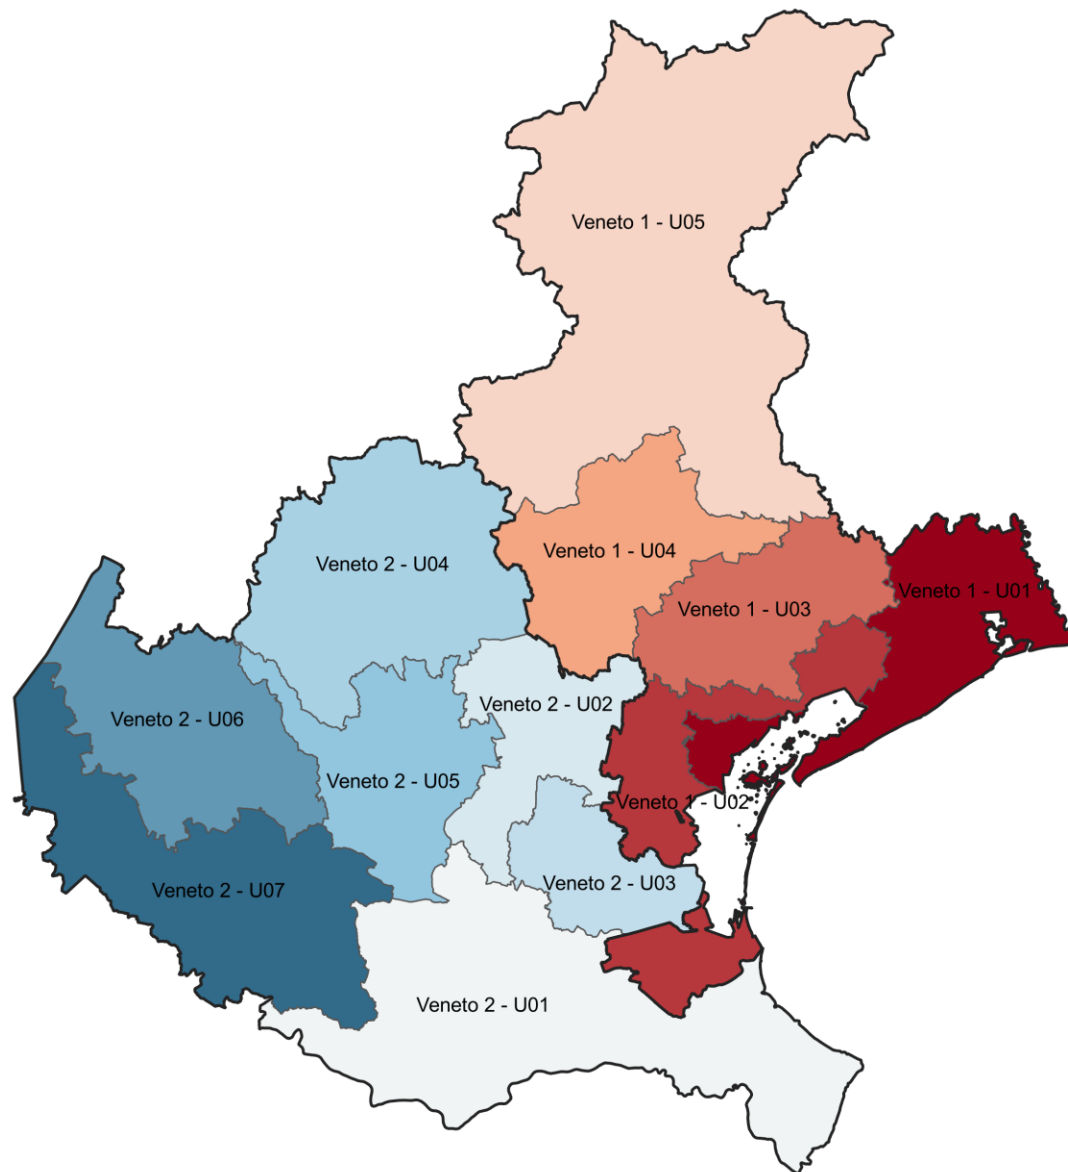 Veneto 1 - U05
Veneto 1 - U04
Veneto 2 - U04
Veneto 1 - U01
Veneto 1 - U03
Veneto 2 - U02
Veneto 2 - U06
Veneto 2 - U05
Veneto 1 - U02
Veneto 2 - U03
Veneto 2 - U07
Veneto 2 - U01